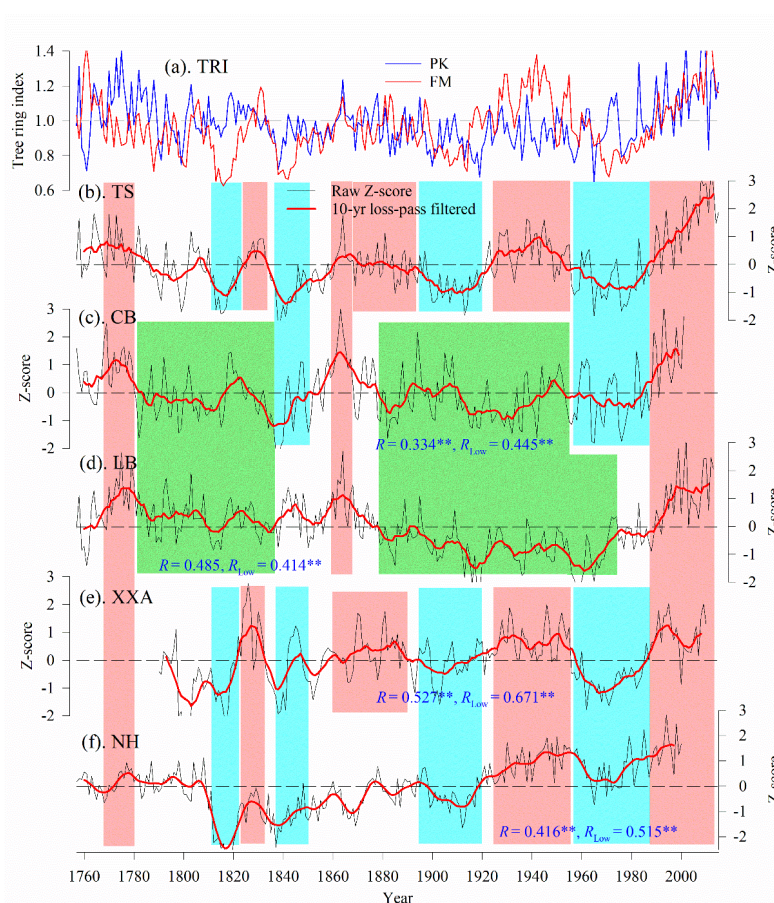 (a). TRI
PK
FM
Tree ring index
1.4
1.2
1.0
0.8
0.6
(b). TS
Raw Z-score
10-yr loss-pass filtered
3
2
1
0
-1
-2
Z-score
(c). CB
3
2
1
0
-1
-2
Z-score
R = 0.334**, RLow = 0.445**
(d). LB
3
2
1
0
-1
-2
Z-score
R = 0.485, RLow = 0.414**
(e). XXA
3
2
1
0
-1
-2
Z-score
R = 0.527**, RLow = 0.671**
(f). NH
3
2
1
0
-1
-2
Z-score
R = 0.416**, RLow = 0.515**
1760 1780 1800 1820 1840 1860 1880 1900 1920 1940 1960 1980 2000
Year